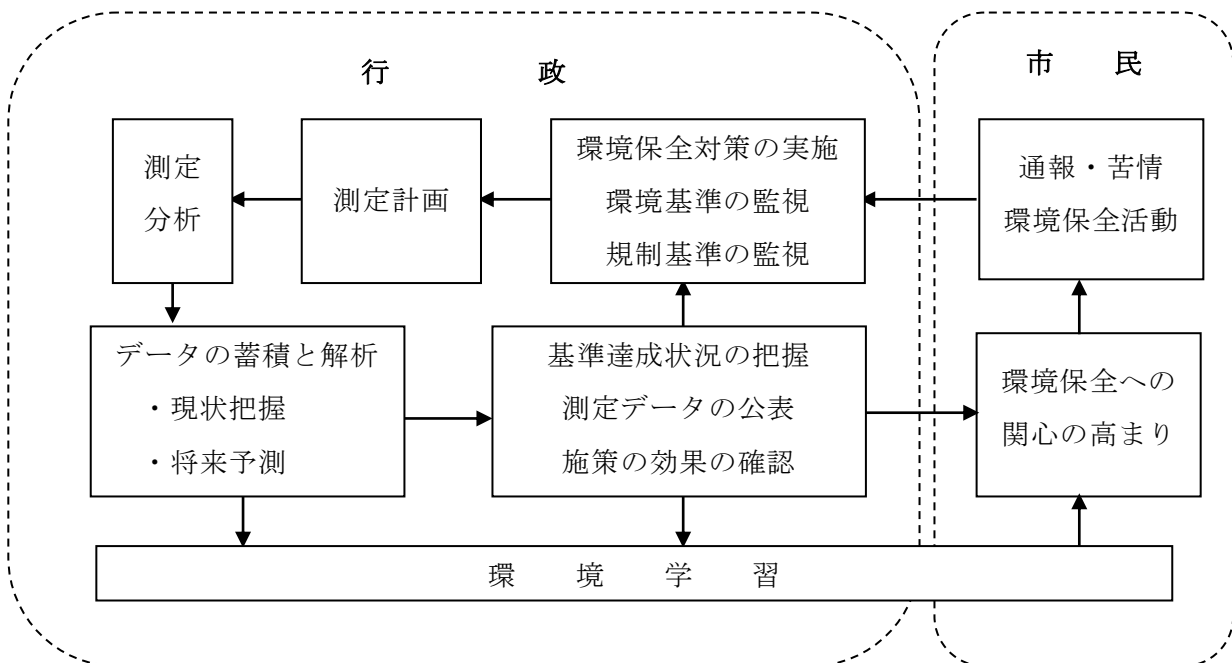 行 政
市 民
測定
分析
測定計画
環境保全対策の実施
環境基準の監視
規制基準の監視
通報・苦情
環境保全活動
データの蓄積と解析
・現状把握
・将来予測
基準達成状況の把握
測定データの公表
施策の効果の確認
環境保全への
関心の高まり
環 境 学 習